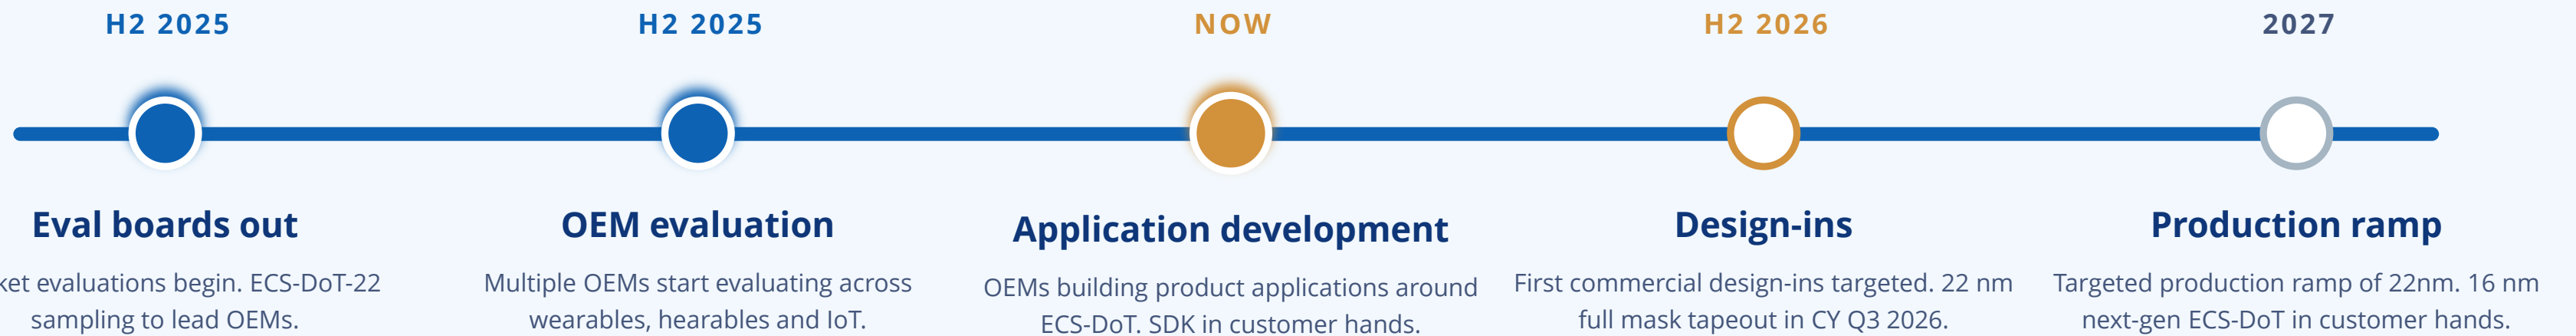 H2 2025
Eval boards out
evaluations begin. ECS-DoT-22
sampling to lead OEMs.
H2 2025
OEM evaluation
Multiple OEMs start evaluating across
wearables, hearables and IoT.
NOW
Application development
OEMs building product applications around
ECS-DoT. SDK in customer hands.
H2 2026
Design-ins
First commercial design-ins targeted. 22 nm
full mask tapeout in CY Q3 2026.
2027
Production ramp
Targeted production ramp of 22nm. 16 nm
next-gen ECS-DoT in customer hands.